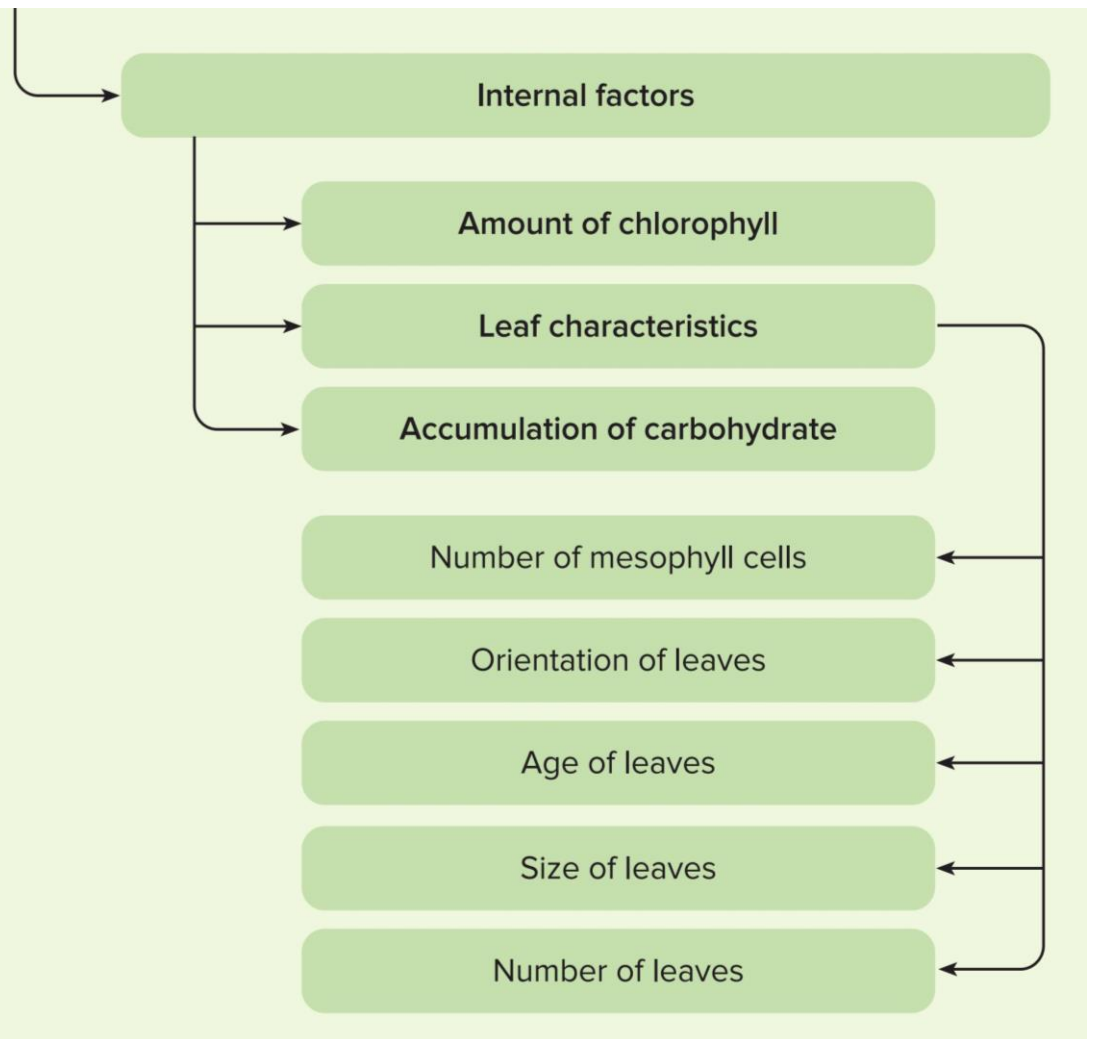 Internal factors
Amount of chlorophyll
Leaf characteristics
Accumulation of carbohydrate
Number of mesophyll cells
Orientation of leaves
Age of leaves
Size of leaves
Number of leaves